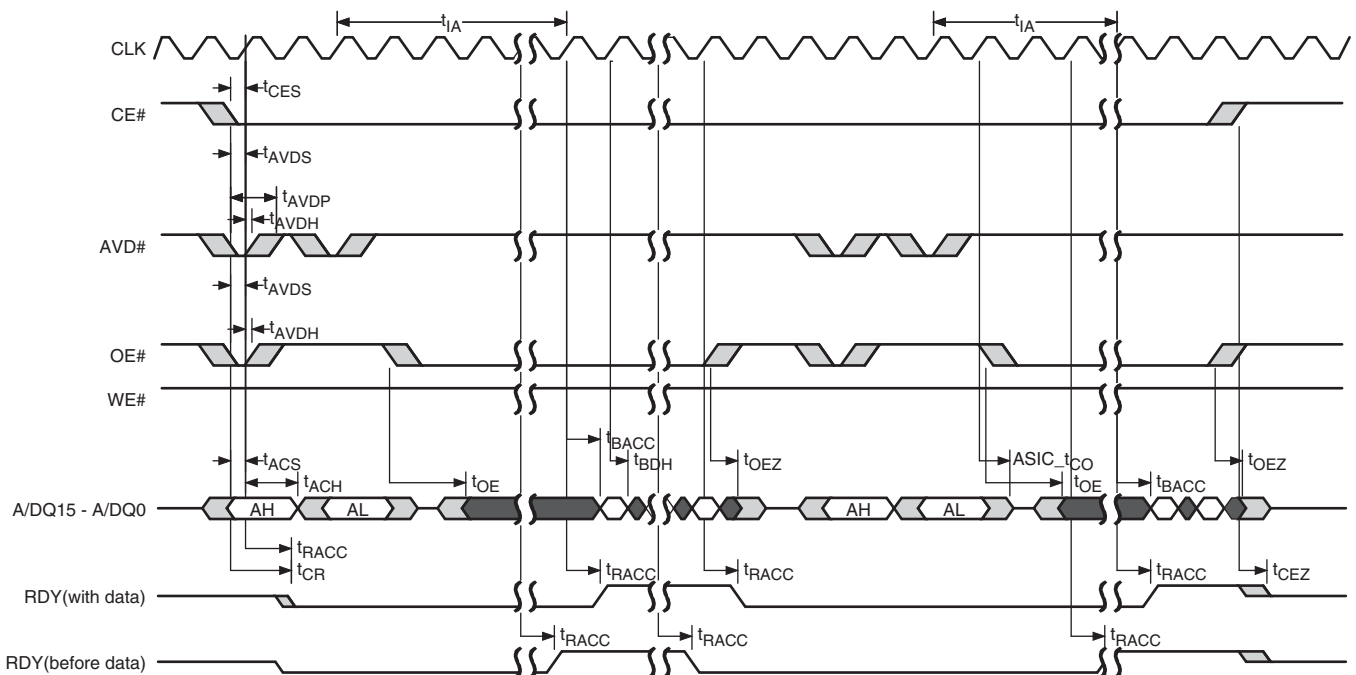 tIA tIA
CLK
tCES
CE#
tAVDS
tAVDP
tAVDH
AVD#
tAVDS
tAVDH
OE#
WE#
tBACC
tACS tBDH tOEZ ASIC_tCO tOEZ
tACH tOE tOE tBACC
A/DQ15 - A/DQ0 AH AL AH AL
tRACC
tCR tRACC tRACC tRACC tCEZ
RDY(with data)
tRACC tRACC tRACC
RDY(before data)